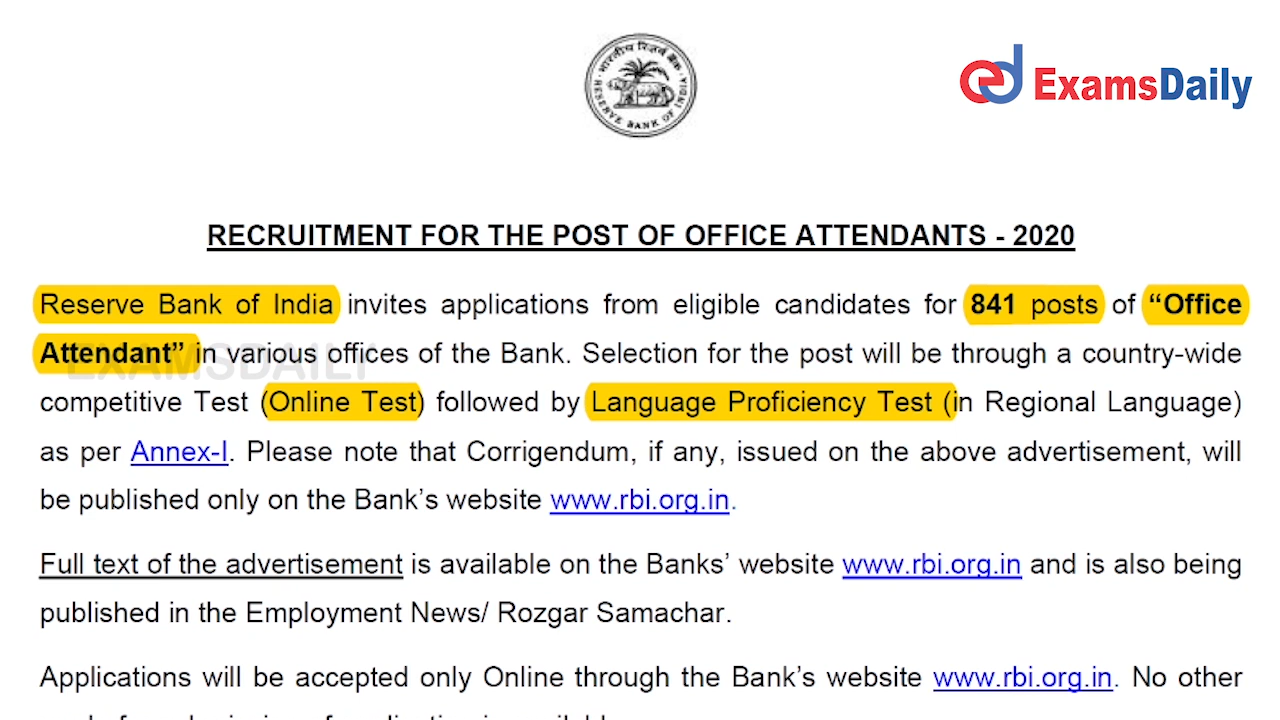 भारतीय रिज़र्व बैंक
RESERVE BANK OF INDIA
ExamsDaily
RECRUITMENT FOR THE POST OF OFFICE ATTENDANTS - 2020
Reserve Bank of India invites applications from eligible candidates for 841 posts of “Office
Attendant” in various offices of the Bank. Selection for the post will be through a country-wide
EXAMSDAILY
competitive Test (Online Test) followed by Language Proficiency Test (in Regional Language)
as per Annex-I. Please note that Corrigendum, if any, issued on the above advertisement, will
be published only on the Bank’s website www.rbi.org.in.
Full text of the advertisement is available on the Banks’ website www.rbi.org.in and is also being
published in the Employment News/ Rozgar Samachar.
Applications will be accepted only Online through the Bank’s website www.rbi.org.in. No other